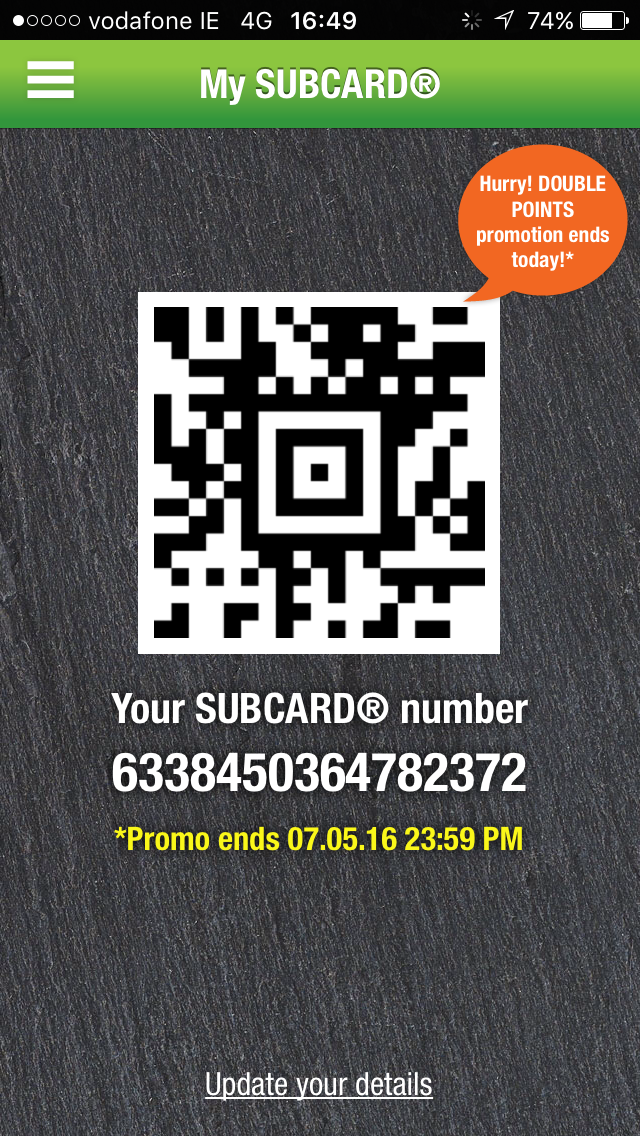 vodafone IE 4G 16:49 74%
My SUBCARD®
Hurry! DOUBLE
POINTS
promotion ends
today!*
Your SUBCARD® number
6338450364782372
*Promo ends 07.05.16 23:59 PM
Update your details